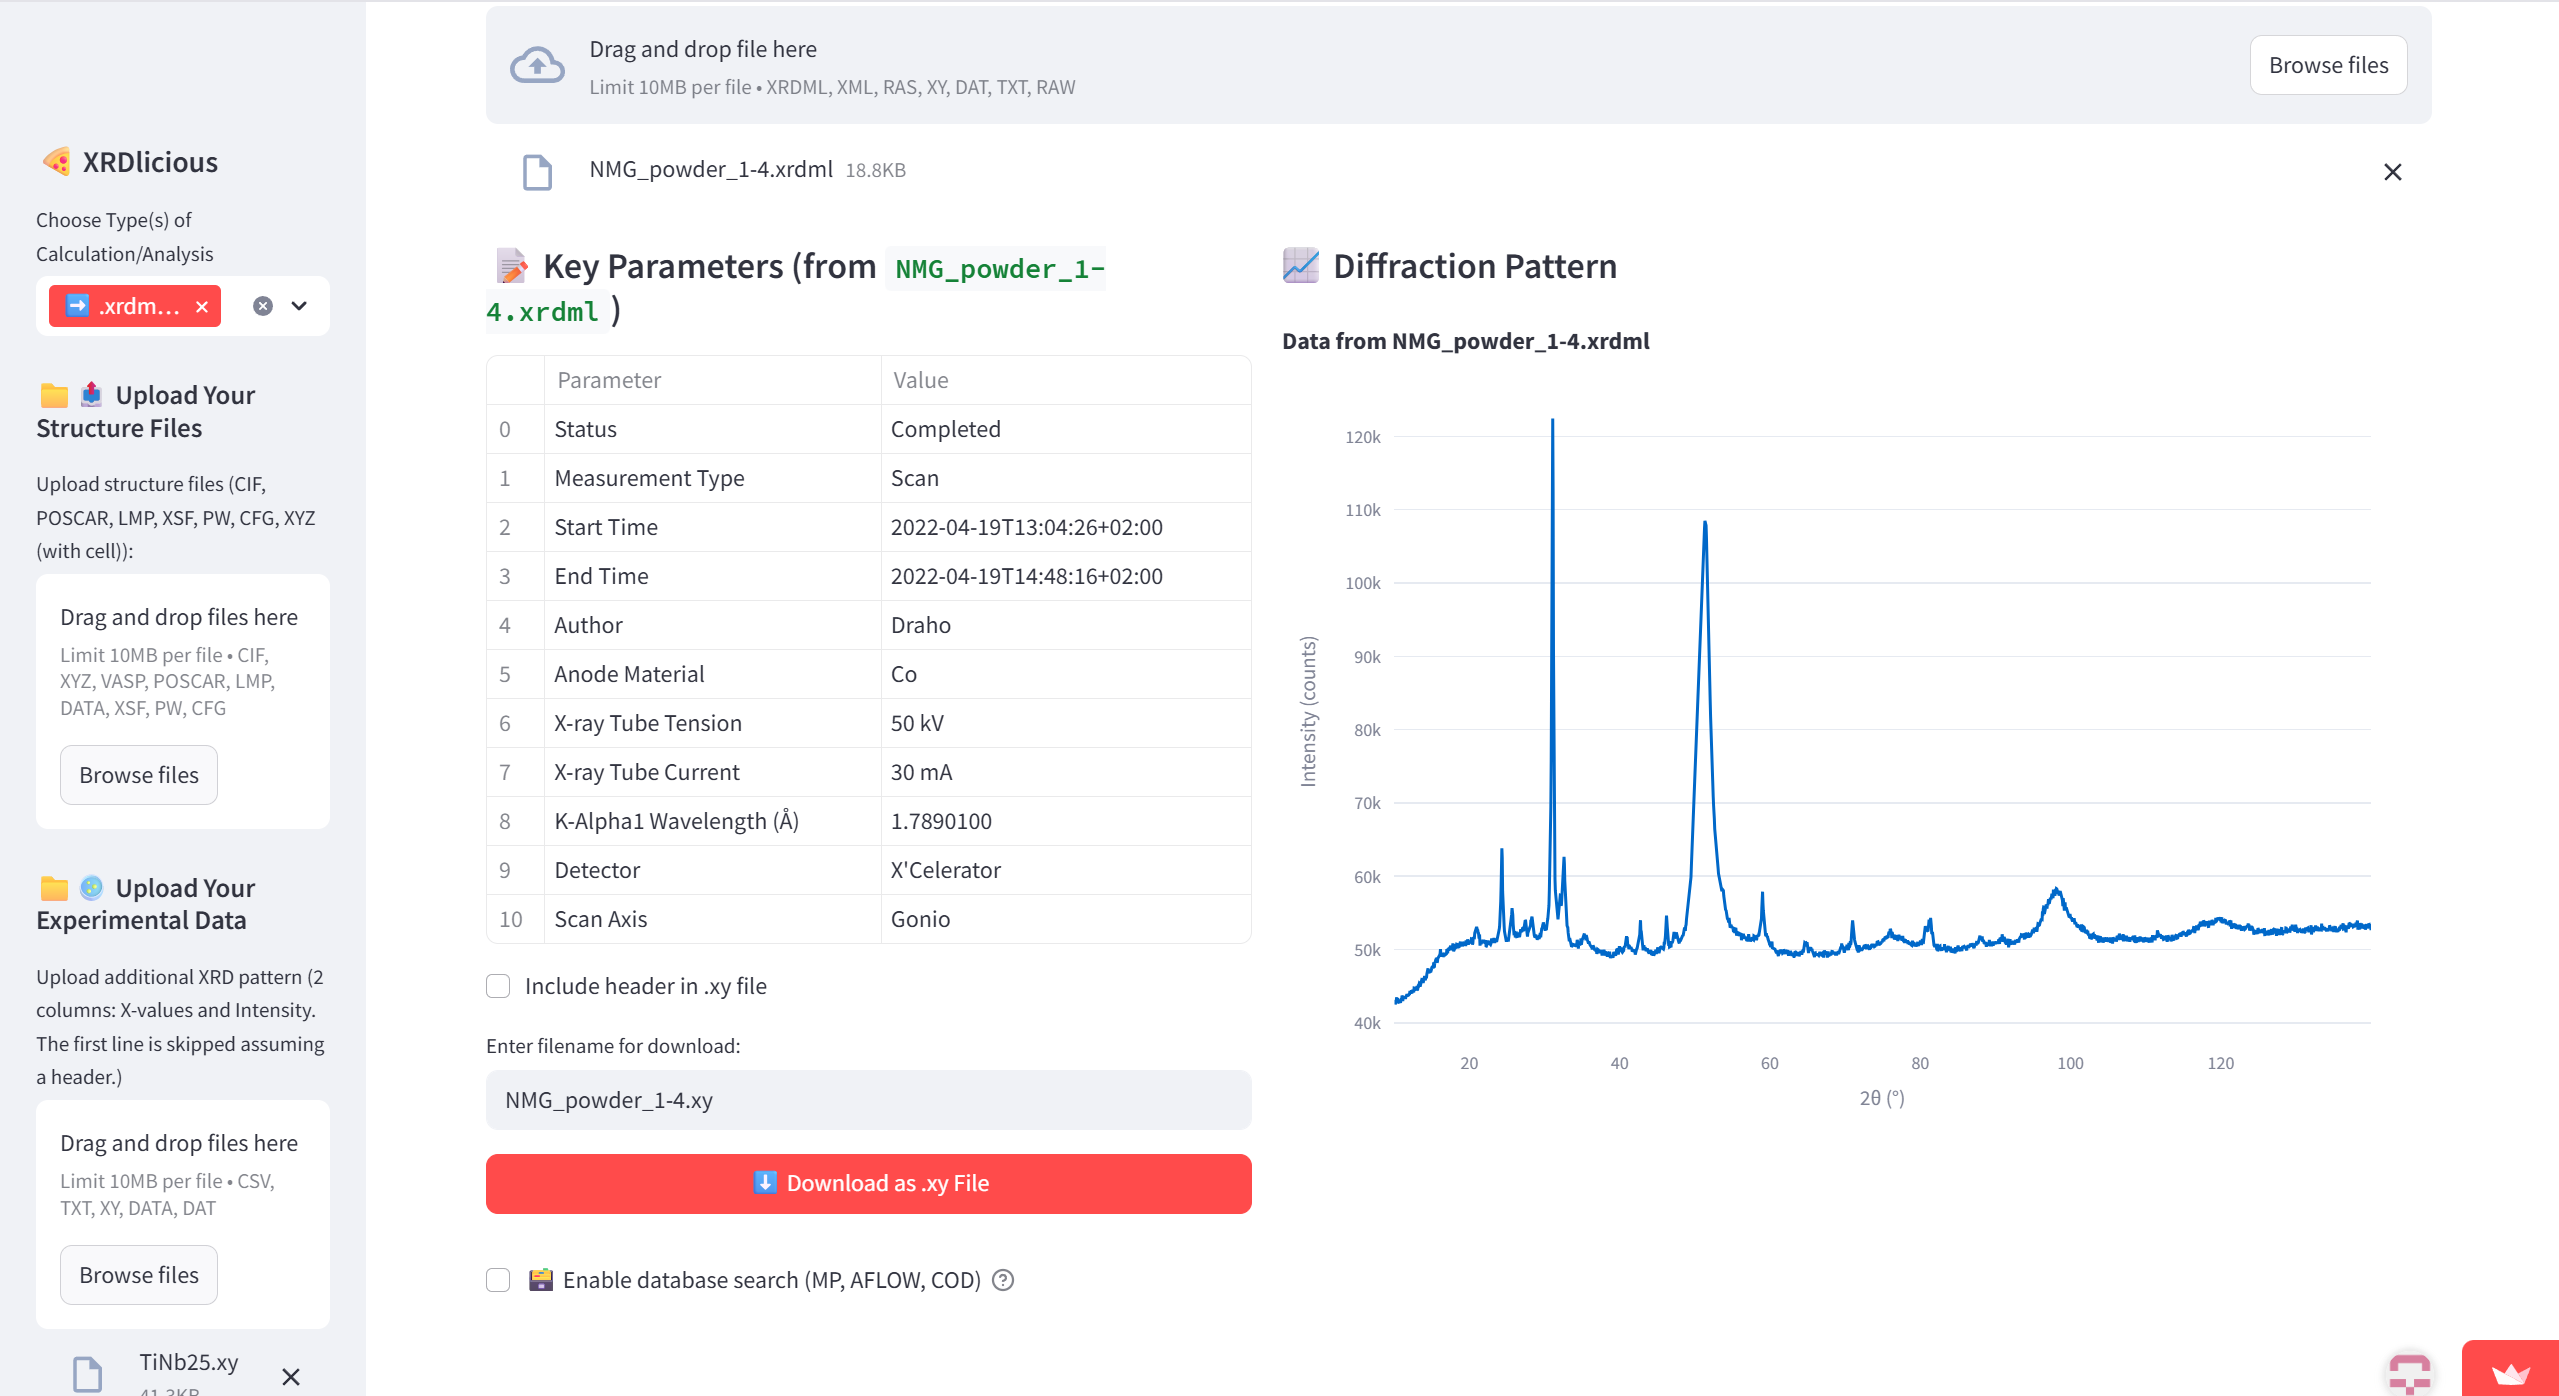 XRDlicious
Choose Type(s) of
Calculation/Analysis
.xrdm...
Upload Your
Structure Files
Upload structure files (CIF,
POSCAR, LMP, XSF, PW, CFG, XYZ
(with cell)):
Drag and drop files here
Limit 10MB per file • CIF,
XYZ, VASP, POSCAR, LMP,
DATA, XSF, PW, CFG
Browse files
Upload Your
Experimental Data
Upload additional XRD pattern (2
columns: X-values and Intensity.
The first line is skipped assuming
a header.)
Drag and drop files here
Limit 10MB per file • CSV,
TXT, XY, DATA, DAT
Browse files
TiNb25.xy
41.3KB
Drag and drop file here
Limit 10MB per file • XRDML, XML, RAS, XY, DAT, TXT, RAW
Browse files
NMG_powder_1-4.xrdml 18.8KB
Key Parameters (from NMG_powder_1-
4.xrdml )
Parameter Value
0 Status Completed
1 Measurement Type Scan
2 Start Time 2022-04-19T13:04:26+02:00
3 End Time 2022-04-19T14:48:16+02:00
4 Author Draho
5 Anode Material Co
6 X-ray Tube Tension 50 kV
7 X-ray Tube Current 30 mA
8 K-Alpha1 Wavelength (Å) 1.7890100
9 Detector X'Celerator
10 Scan Axis Gonio
Include header in .xy file
Enter filename for download:
NMG_powder_1-4.xy
Download as .xy File
Enable database search (MP, AFLOW, COD)
Diffraction Pattern
Data from NMG_powder_1-4.xrdml
Intensity (counts)
120k
110k
100k
90k
80k
70k
60k
50k
40k
20 40 60 80 100 120
2θ (°)